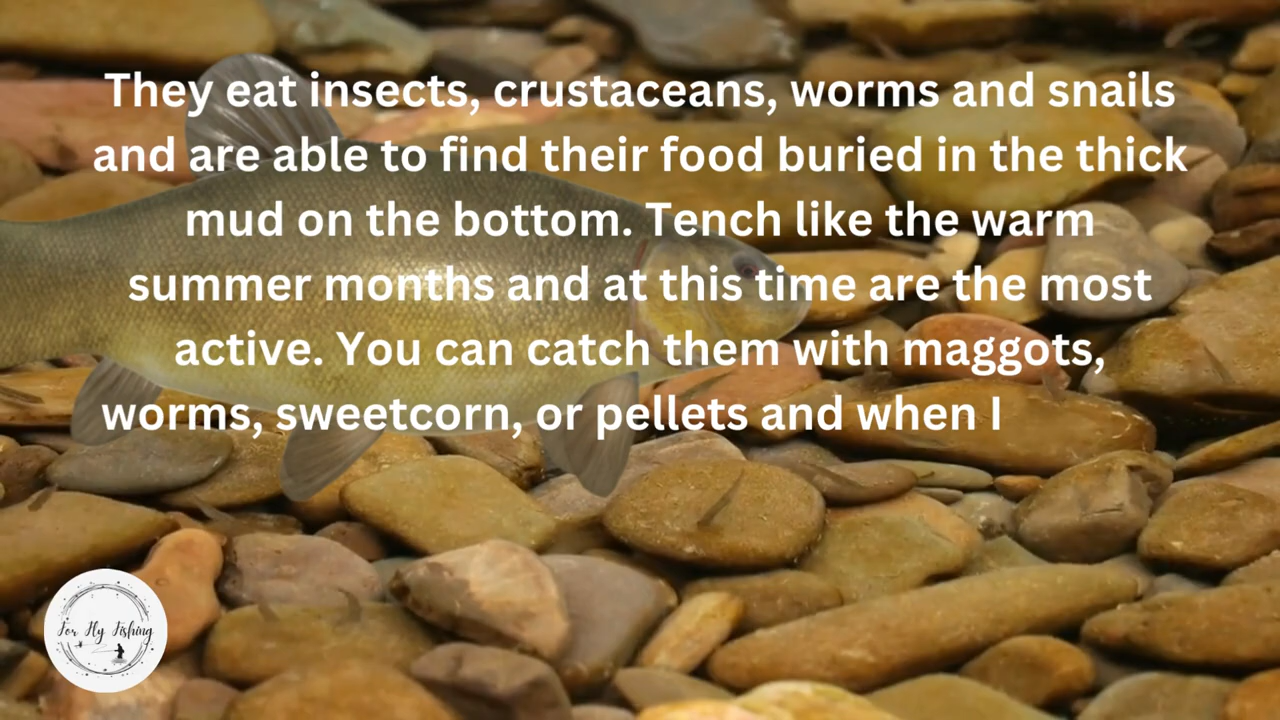 They eat insects, crustaceans, worms and snails
and are able to find their food buried in the thick
mud on the bottom. Tench like the warm
summer months and at this time are the most
active. You can catch them with maggots,
worms, sweetcorn, or pellets and when I
For Fly Fishing